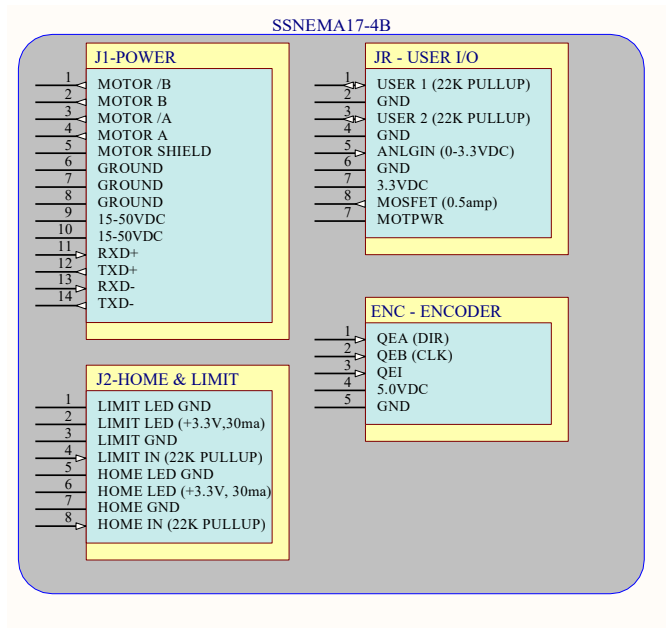 SSNEMA17-4B
J1-POWER
1 MOTOR /B
2 MOTOR B
3 MOTOR /A
4 MOTOR A
5 MOTOR SHIELD
6 GROUND
7 GROUND
8 GROUND
9 15-50VDC
10 15-50VDC
11 RXD+
12 TXD+
13 RXD-
14 TXD-
J2-HOME & LIMIT
1 LIMIT LED GND
2 LIMIT LED (+3.3V,30ma)
3 LIMIT GND
4 LIMIT IN (22K PULLUP)
5 HOME LED GND
6 HOME LED (+3.3V, 30ma)
7 HOME GND
8 HOME IN (22K PULLUP)
JR - USER I/O
1 USER 1 (22K PULLUP)
2 GND
3 USER 2 (22K PULLUP)
4 GND
5 ANLGIN (0-3.3VDC)
6 GND
7 3.3VDC
8 MOSFET (0.5amp)
7 MOTPWR
ENC - ENCODER
1 QEA (DIR)
2 QEB (CLK)
3 QEI
4 5.0VDC
5 GND